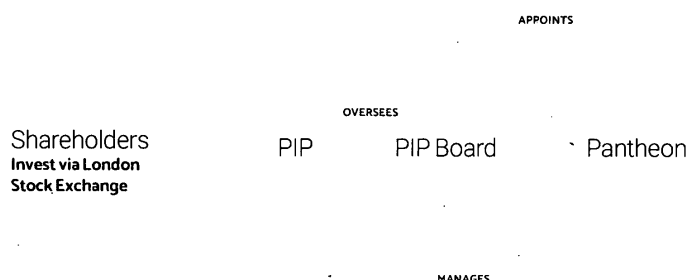 APPOINTS
OVERSEES
Shareholders
Invest via London
Stock Exchange
PIP
PIP Board
Pantheon
MANAGES